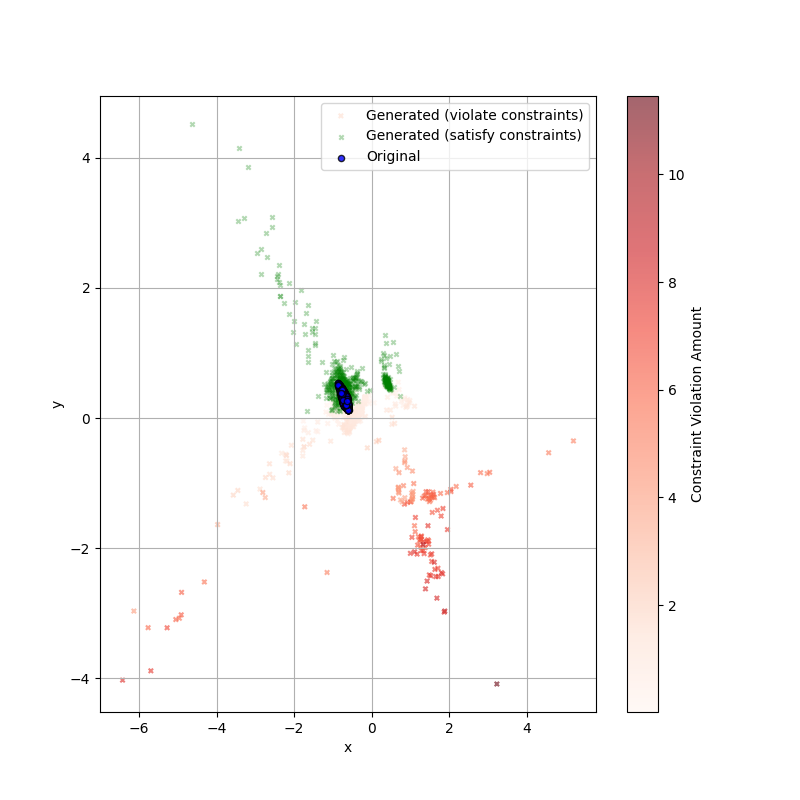 Generated (violate constraints)
Generated (satisfy constraints)
Original
4
2
0
−2
−4
y
−6
−4
−2
0
2
4
x
10
8
6
4
2
Constraint Violation Amount